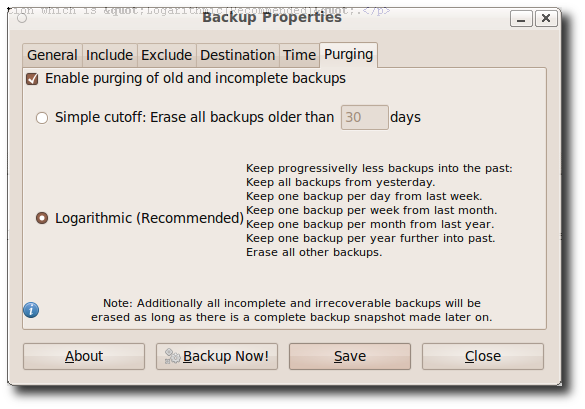 tion which is &quot;Logarithmic(Recommended)&quot;.</p>
Backup Properties
General Include Exclude Destination Time Purging
Enable purging of old and incomplete backups
Simple cutoff: Erase all backups older than 30 days
Keep progressivelly less backups into the past:
Keep all backups from yesterday.
Keep one backup per day from last week.
Keep one backup per week from last month.
Logarithmic (Recommended)
Keep one backup per month from last year.
Keep one backup per year further into past.
Erase all other backups.
Note: Additionally all incomplete and irrecoverable backups will be
erased as long as there is a complete backup snapshot made later on.
About Backup Now! Save Close